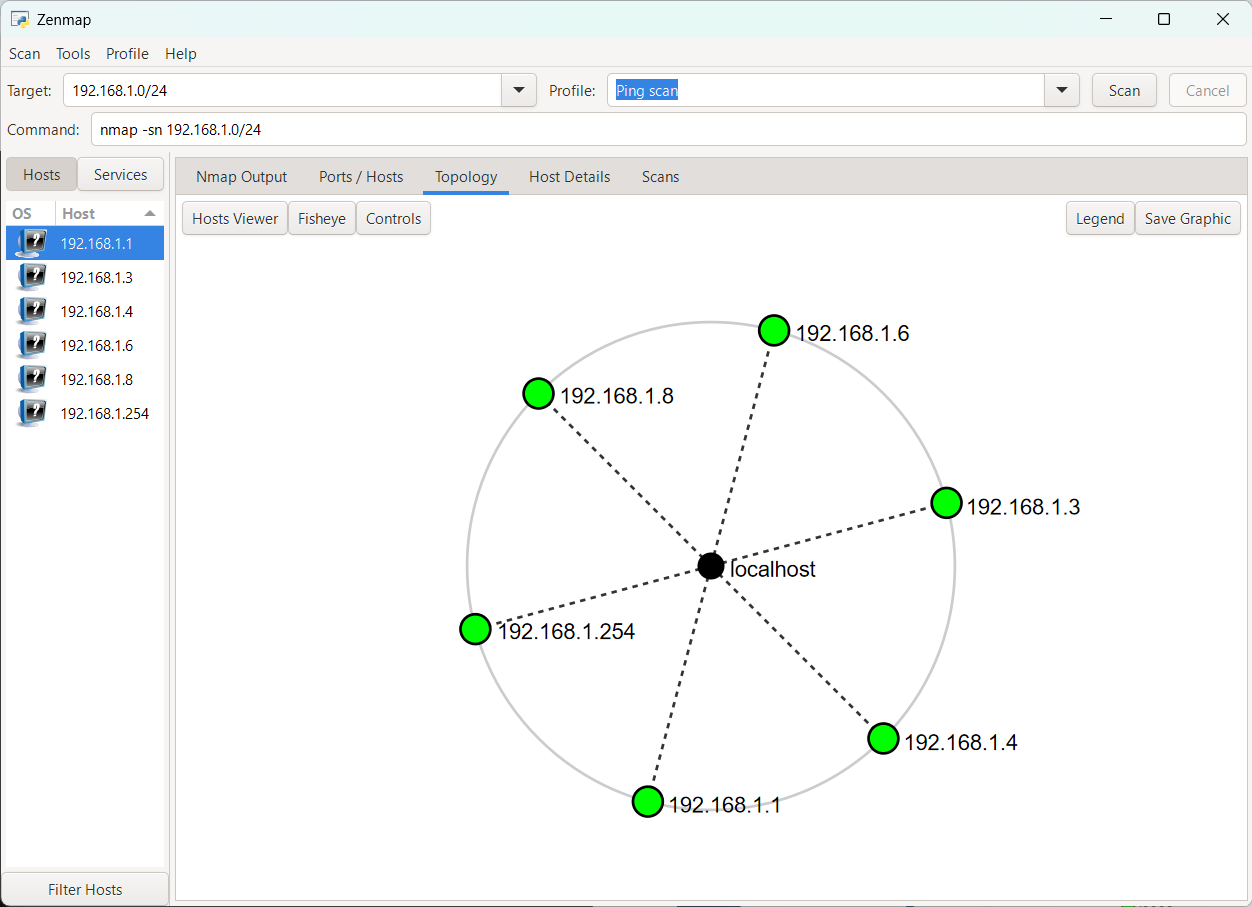 Zenmap
Scan Tools Profile Help
Target: 192.168.1.0/24 Profile: Ping scan Scan Cancel
Command: nmap -sn 192.168.1.0/24
Hosts Services
Nmap Output Ports / Hosts Topology Host Details Scans
OS Host
Hosts Viewer Fisheye Controls Legend Save Graphic
192.168.1.1
192.168.1.3
192.168.1.4
192.168.1.6
192.168.1.8
192.168.1.254
192.168.1.6
192.168.1.8
192.168.1.3
localhost
192.168.1.254
192.168.1.4
192.168.1.1
Filter Hosts